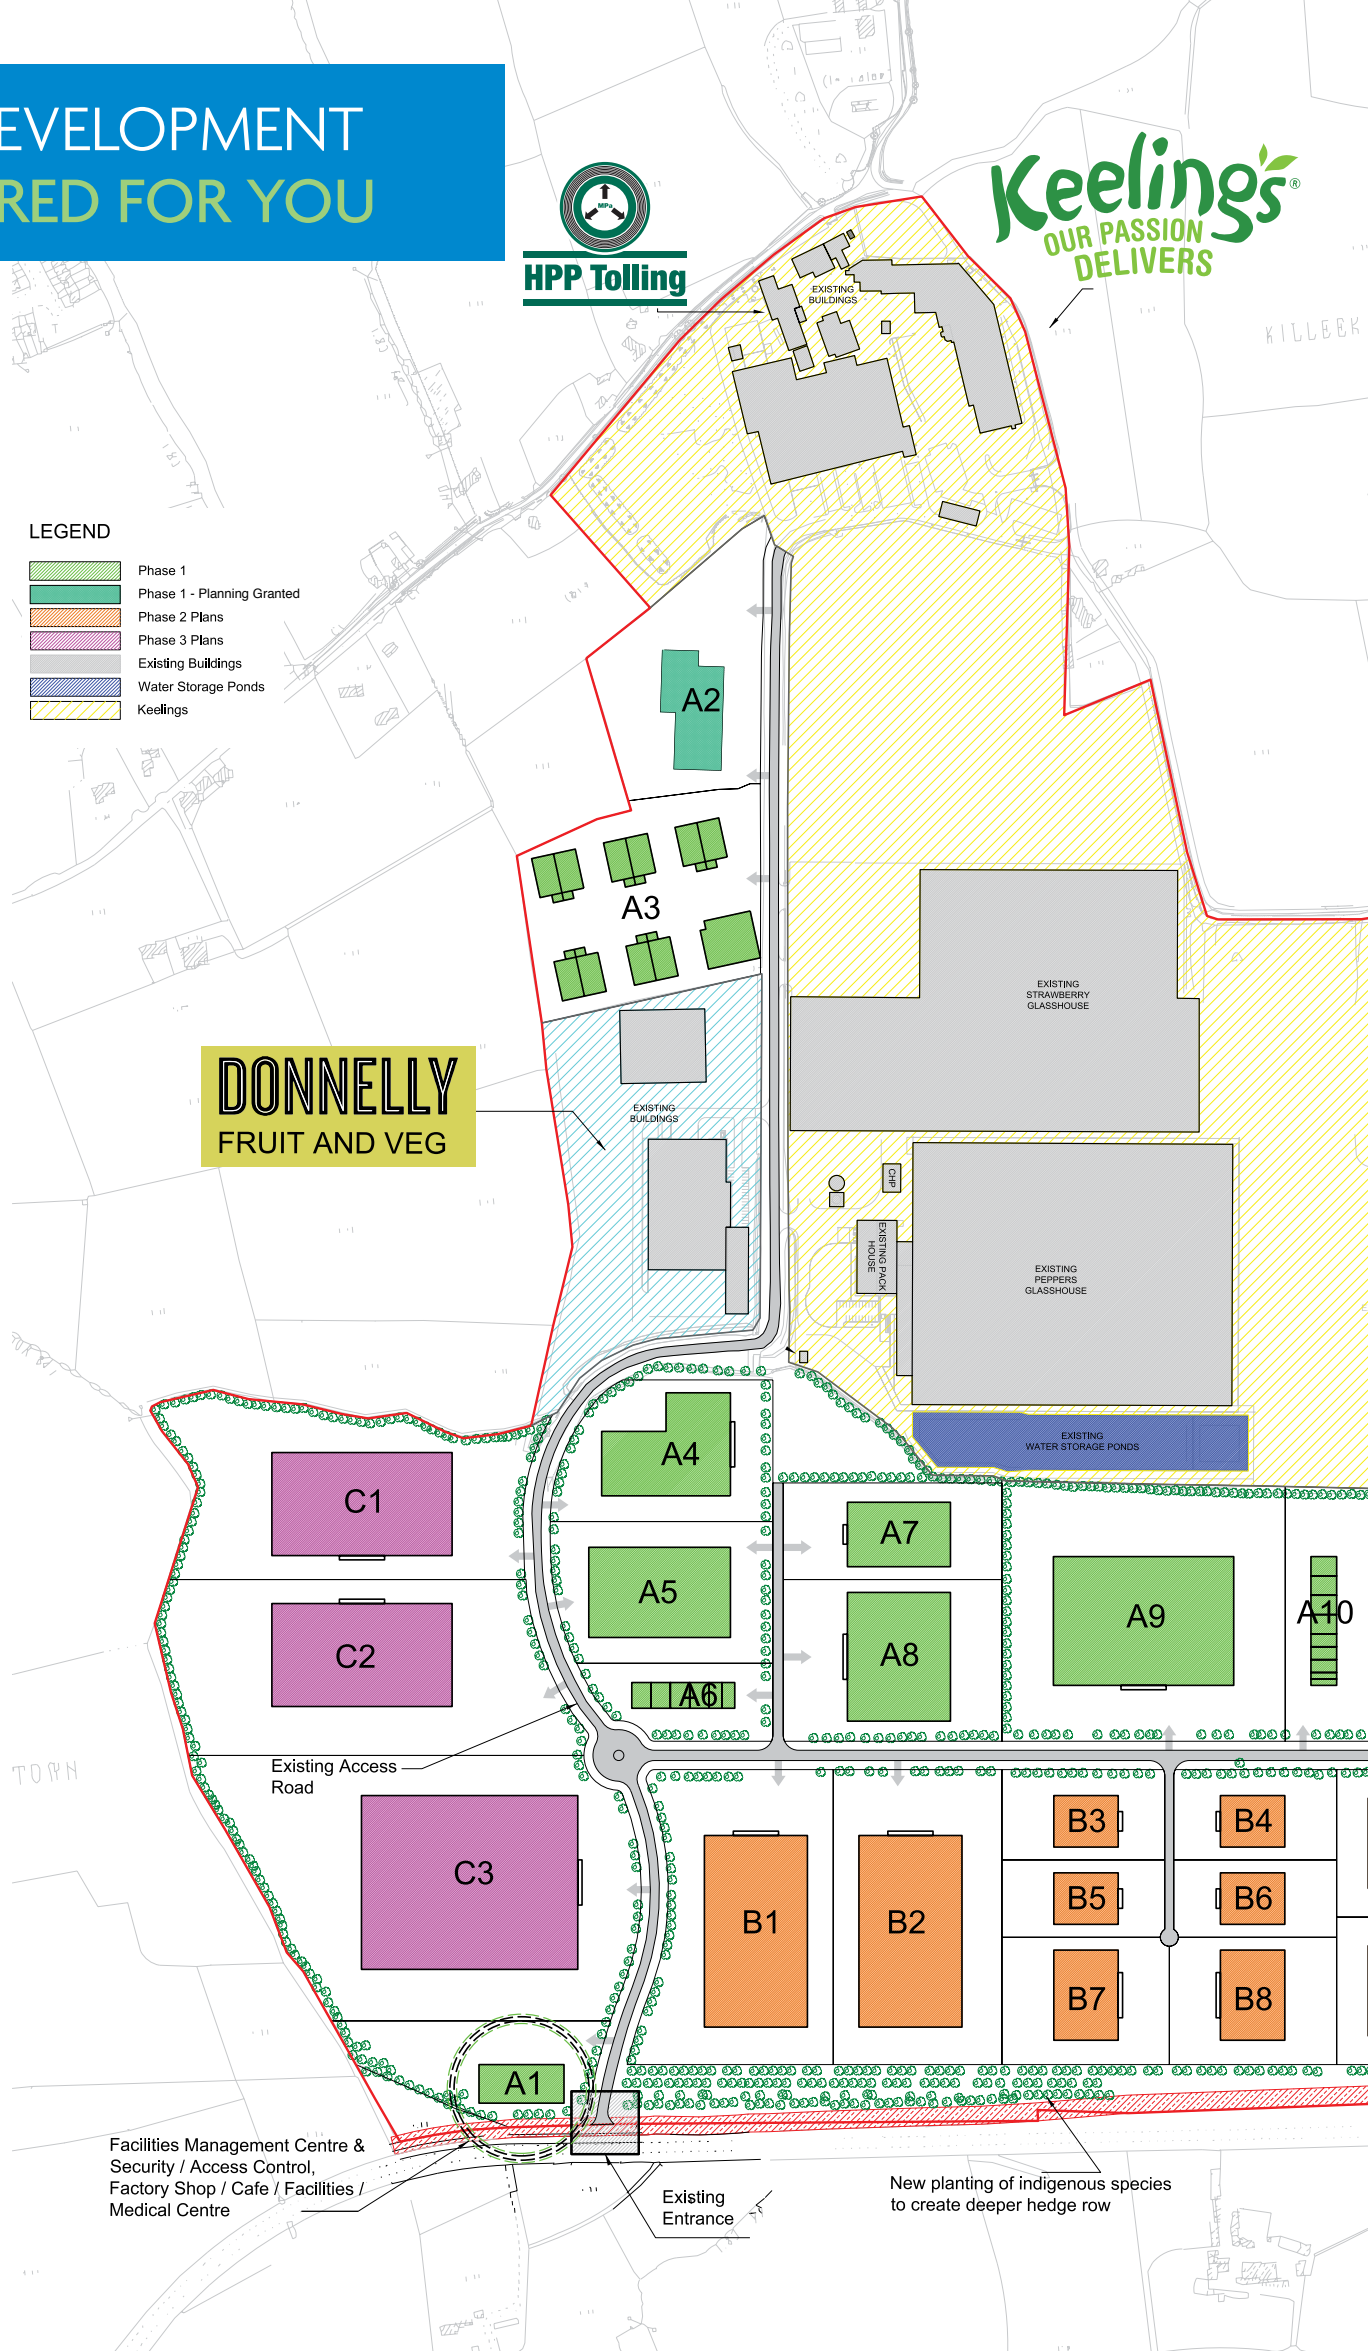 EVELOPMENT
RED FOR YOU
MPa
HPP Tolling
Keelings®
OUR PASSION
DELIVERS
EXISTING
BUILDINGS
KILLEEK
LEGEND
Phase 1
Phase 1 - Planning Granted
Phase 2 Plans
Phase 3 Plans
Existing Buildings
Water Storage Ponds
Keelings
A2
A3
EXISTING
STRAWBERRY
GLASSHOUSE
DONNELLY
FRUIT AND VEG
EXISTING
BUILDINGS
CHP
EXISTING PACK
HOUSE
EXISTING
PEPPERS
GLASSHOUSE
EXISTING
WATER STORAGE PONDS
A4
C1
A7
A5
A9
A10
C2
A8
A6
Existing Access
Road
TOWN
B3
B4
C3
B5
B6
B1
B2
B7
B8
A1
Facilities Management Centre &
Security / Access Control,
Factory Shop / Cafe / Facilities /
Medical Centre
Existing
Entrance
New planting of indigenous species
to create deeper hedge row